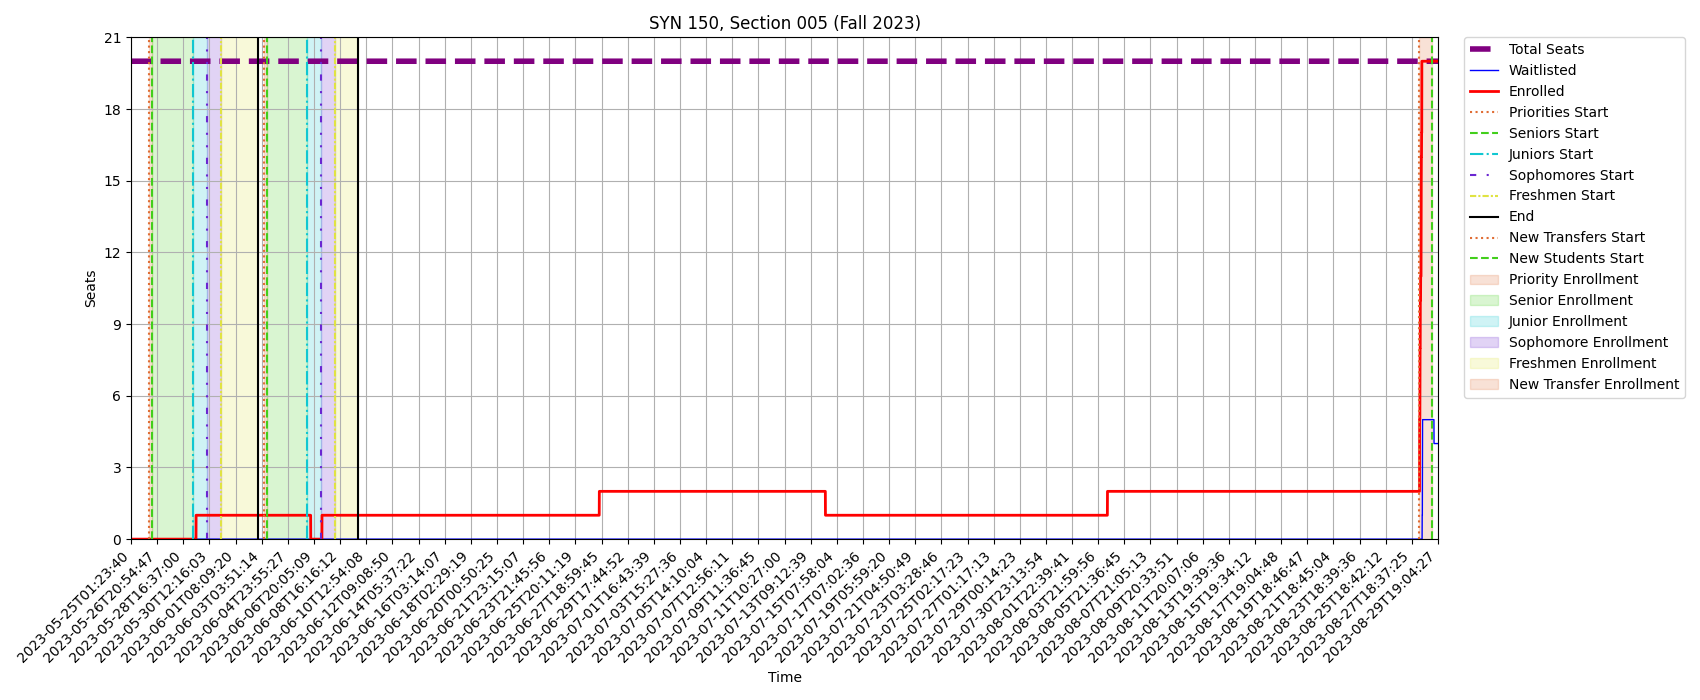 SYN 150, Section 005 (Fall 2023)
21
18
15
12
9
6
3
0
Seats
2023-05-25T01:23:40
2023-05-26T20:54:47
2023-05-28T16:37:00
2023-05-30T12:16:03
2023-06-01T08:09:20
2023-06-03T03:51:14
2023-06-04T23:55:27
2023-06-06T20:05:09
2023-06-08T16:16:12
2023-06-10T12:54:08
2023-06-12T09:08:50
2023-06-14T05:37:22
2023-06-16T03:14:07
2023-06-18T02:29:19
2023-06-20T00:50:25
2023-06-21T23:15:07
2023-06-23T21:45:56
2023-06-25T20:11:19
2023-06-27T18:59:45
2023-06-29T17:44:52
2023-07-01T16:43:39
2023-07-03T15:27:36
2023-07-05T14:10:04
2023-07-07T12:56:11
2023-07-09T11:36:45
2023-07-11T10:27:00
2023-07-13T09:12:39
2023-07-15T07:58:04
2023-07-17T07:02:36
2023-07-19T05:59:20
2023-07-21T04:50:49
2023-07-23T03:28:46
2023-07-25T02:17:23
2023-07-27T01:17:13
2023-07-29T00:14:23
2023-07-30T23:13:54
2023-08-01T22:39:41
2023-08-03T21:59:56
2023-08-05T21:36:45
2023-08-07T21:05:13
2023-08-09T20:33:51
2023-08-11T20:07:06
2023-08-13T19:39:36
2023-08-15T19:34:12
2023-08-17T19:04:48
2023-08-19T18:46:47
2023-08-21T18:45:04
2023-08-23T18:39:36
2023-08-25T18:42:12
2023-08-27T18:37:25
2023-08-29T19:04:27
Time
Total Seats
Waitlisted
Enrolled
Priorities Start
Seniors Start
Juniors Start
Sophomores Start
Freshmen Start
End
New Transfers Start
New Students Start
Priority Enrollment
Senior Enrollment
Junior Enrollment
Sophomore Enrollment
Freshmen Enrollment
New Transfer Enrollment